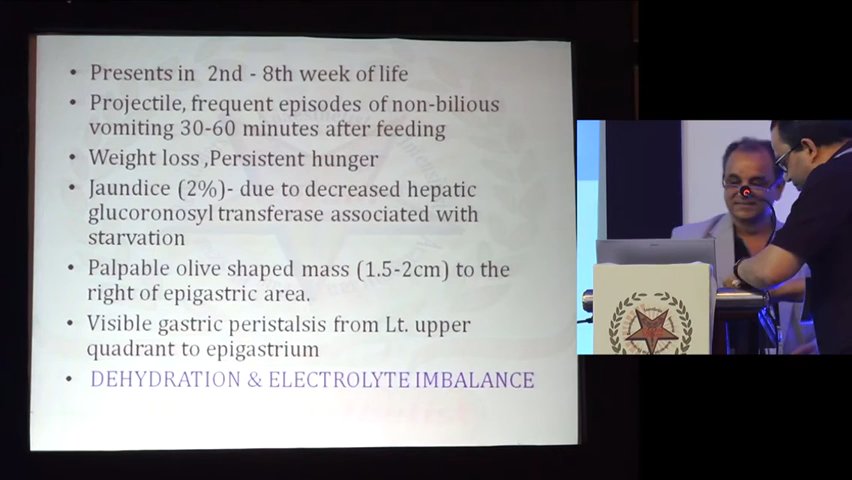 • Presents in 2nd - 8th week of life
• Projectile, frequent episodes of non-bilious
vomiting 30-60 minutes after feeding
• Weight loss ,Persistent hunger
• Jaundice (2%)- due to decreased hepatic
glucoronosyl transferase associated with
starvation
• Palpable olive shaped mass (1.5-2cm) to the
right of epigastric area.
• Visible gastric peristalsis from Lt. upper
quadrant to epigastrium
• DEHYDRATION & ELECTROLYTE IMBALANCE